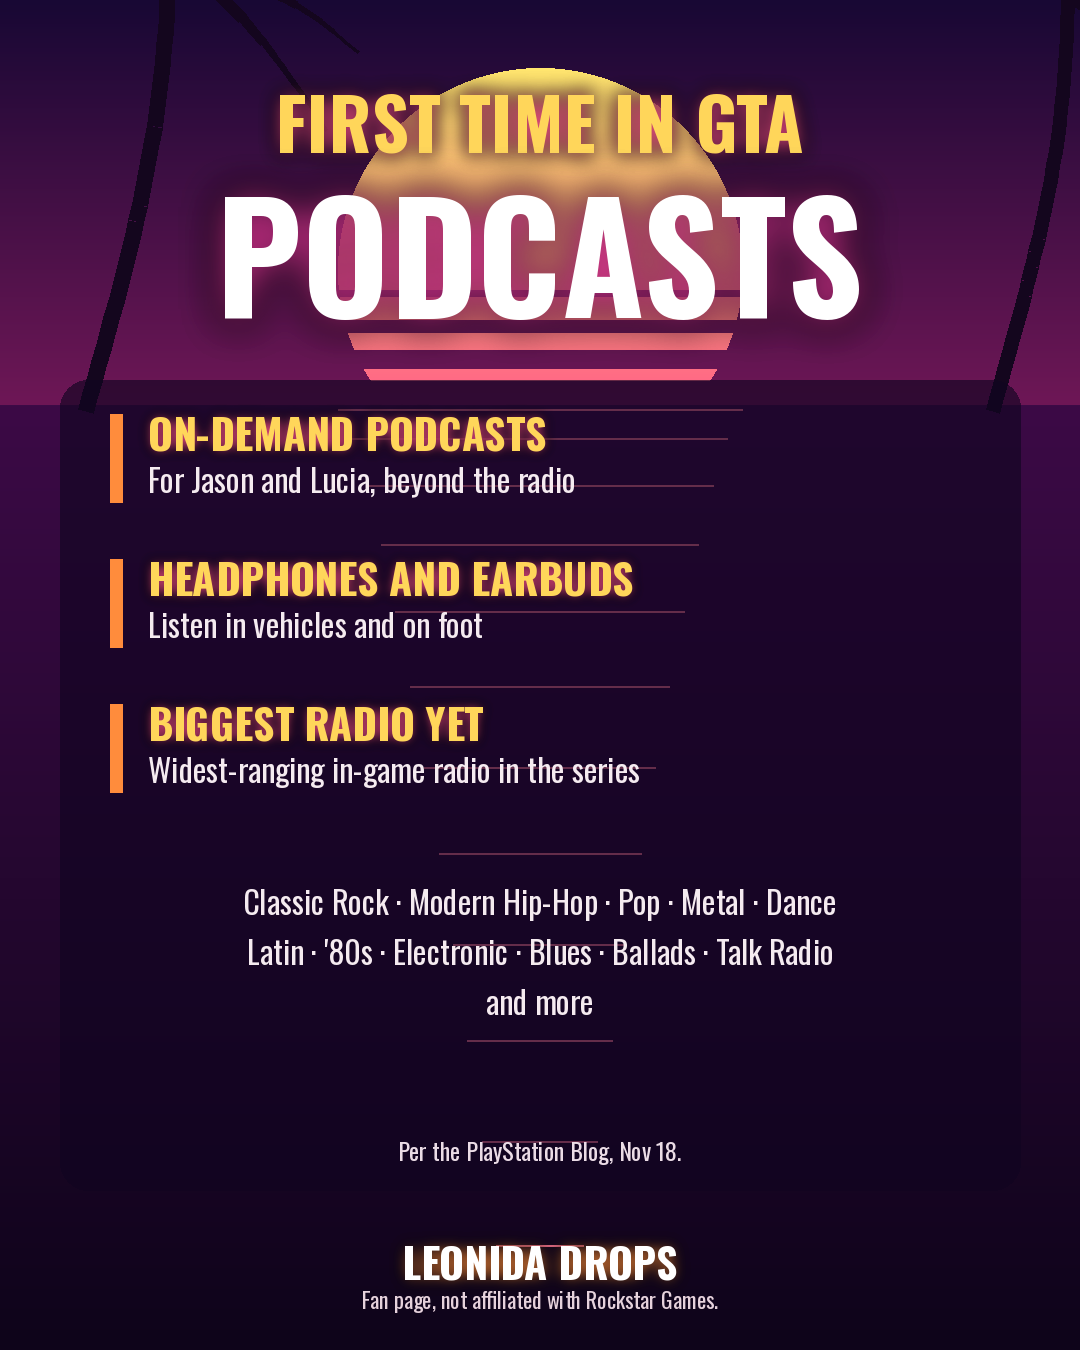 FIRST TIME IN GTA
PODCASTS
ON-DEMAND PODCASTS
For Jason and Lucia, beyond the radio
HEADPHONES AND EARBUDS
Listen in vehicles and on foot
BIGGEST RADIO YET
Widest-ranging in-game radio in the series
Classic Rock · Modern Hip-Hop · Pop · Metal · Dance
Latin · '80s · Electronic · Blues · Ballads · Talk Radio
and more
Per the PlayStation Blog, Nov 18.
LEONIDA DROPS
Fan page, not affiliated with Rockstar Games.